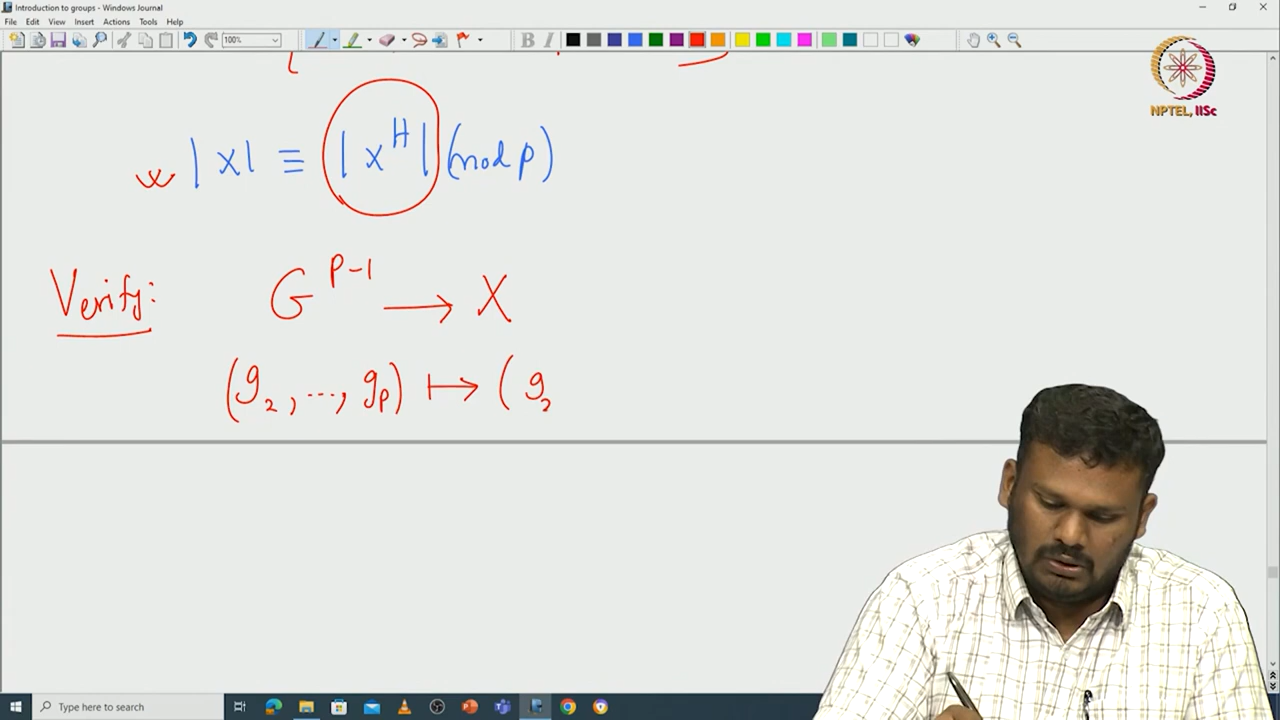 Introduction to groups - Windows Journal
File Edit View Insert Actions Tools Help
100%
B I
NPTEL, IISc
|X| ≡ |X^H| (mod p)
Verify: G^{p-1} ⟶ X
(g_2, ..., g_p) ⟼ (g_2
Type here to search